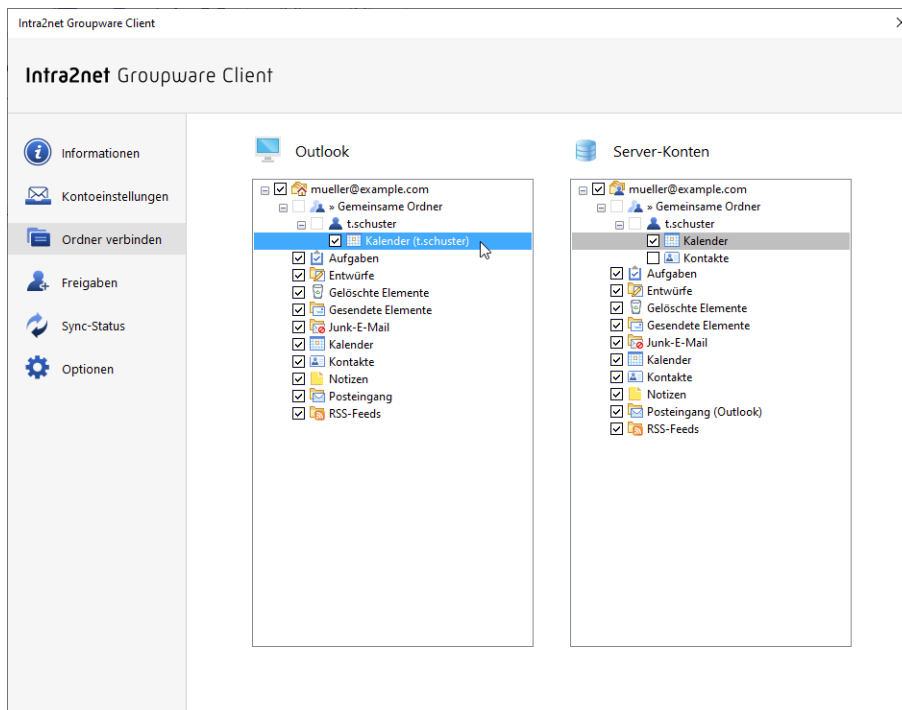 Intra2net Groupware Client
Intra2net Groupware Client
Informationen
Kontoeinstellungen
Ordner verbinden
Freigaben
Sync-Status
Optionen
Outlook
mueller@example.com
» Gemeinsame Ordner
t.schuster
Kalender (t.schuster)
Aufgaben
Entwürfe
Gelöschte Elemente
Gesendete Elemente
Junk-E-Mail
Kalender
Kontakte
Notizen
Posteingang
RSS-Feeds
Server-Konten
mueller@example.com
» Gemeinsame Ordner
t.schuster
Kalender
Kontakte
Aufgaben
Entwürfe
Gelöschte Elemente
Gesendete Elemente
Junk-E-Mail
Kalender
Kontakte
Notizen
Posteingang (Outlook)
RSS-Feeds